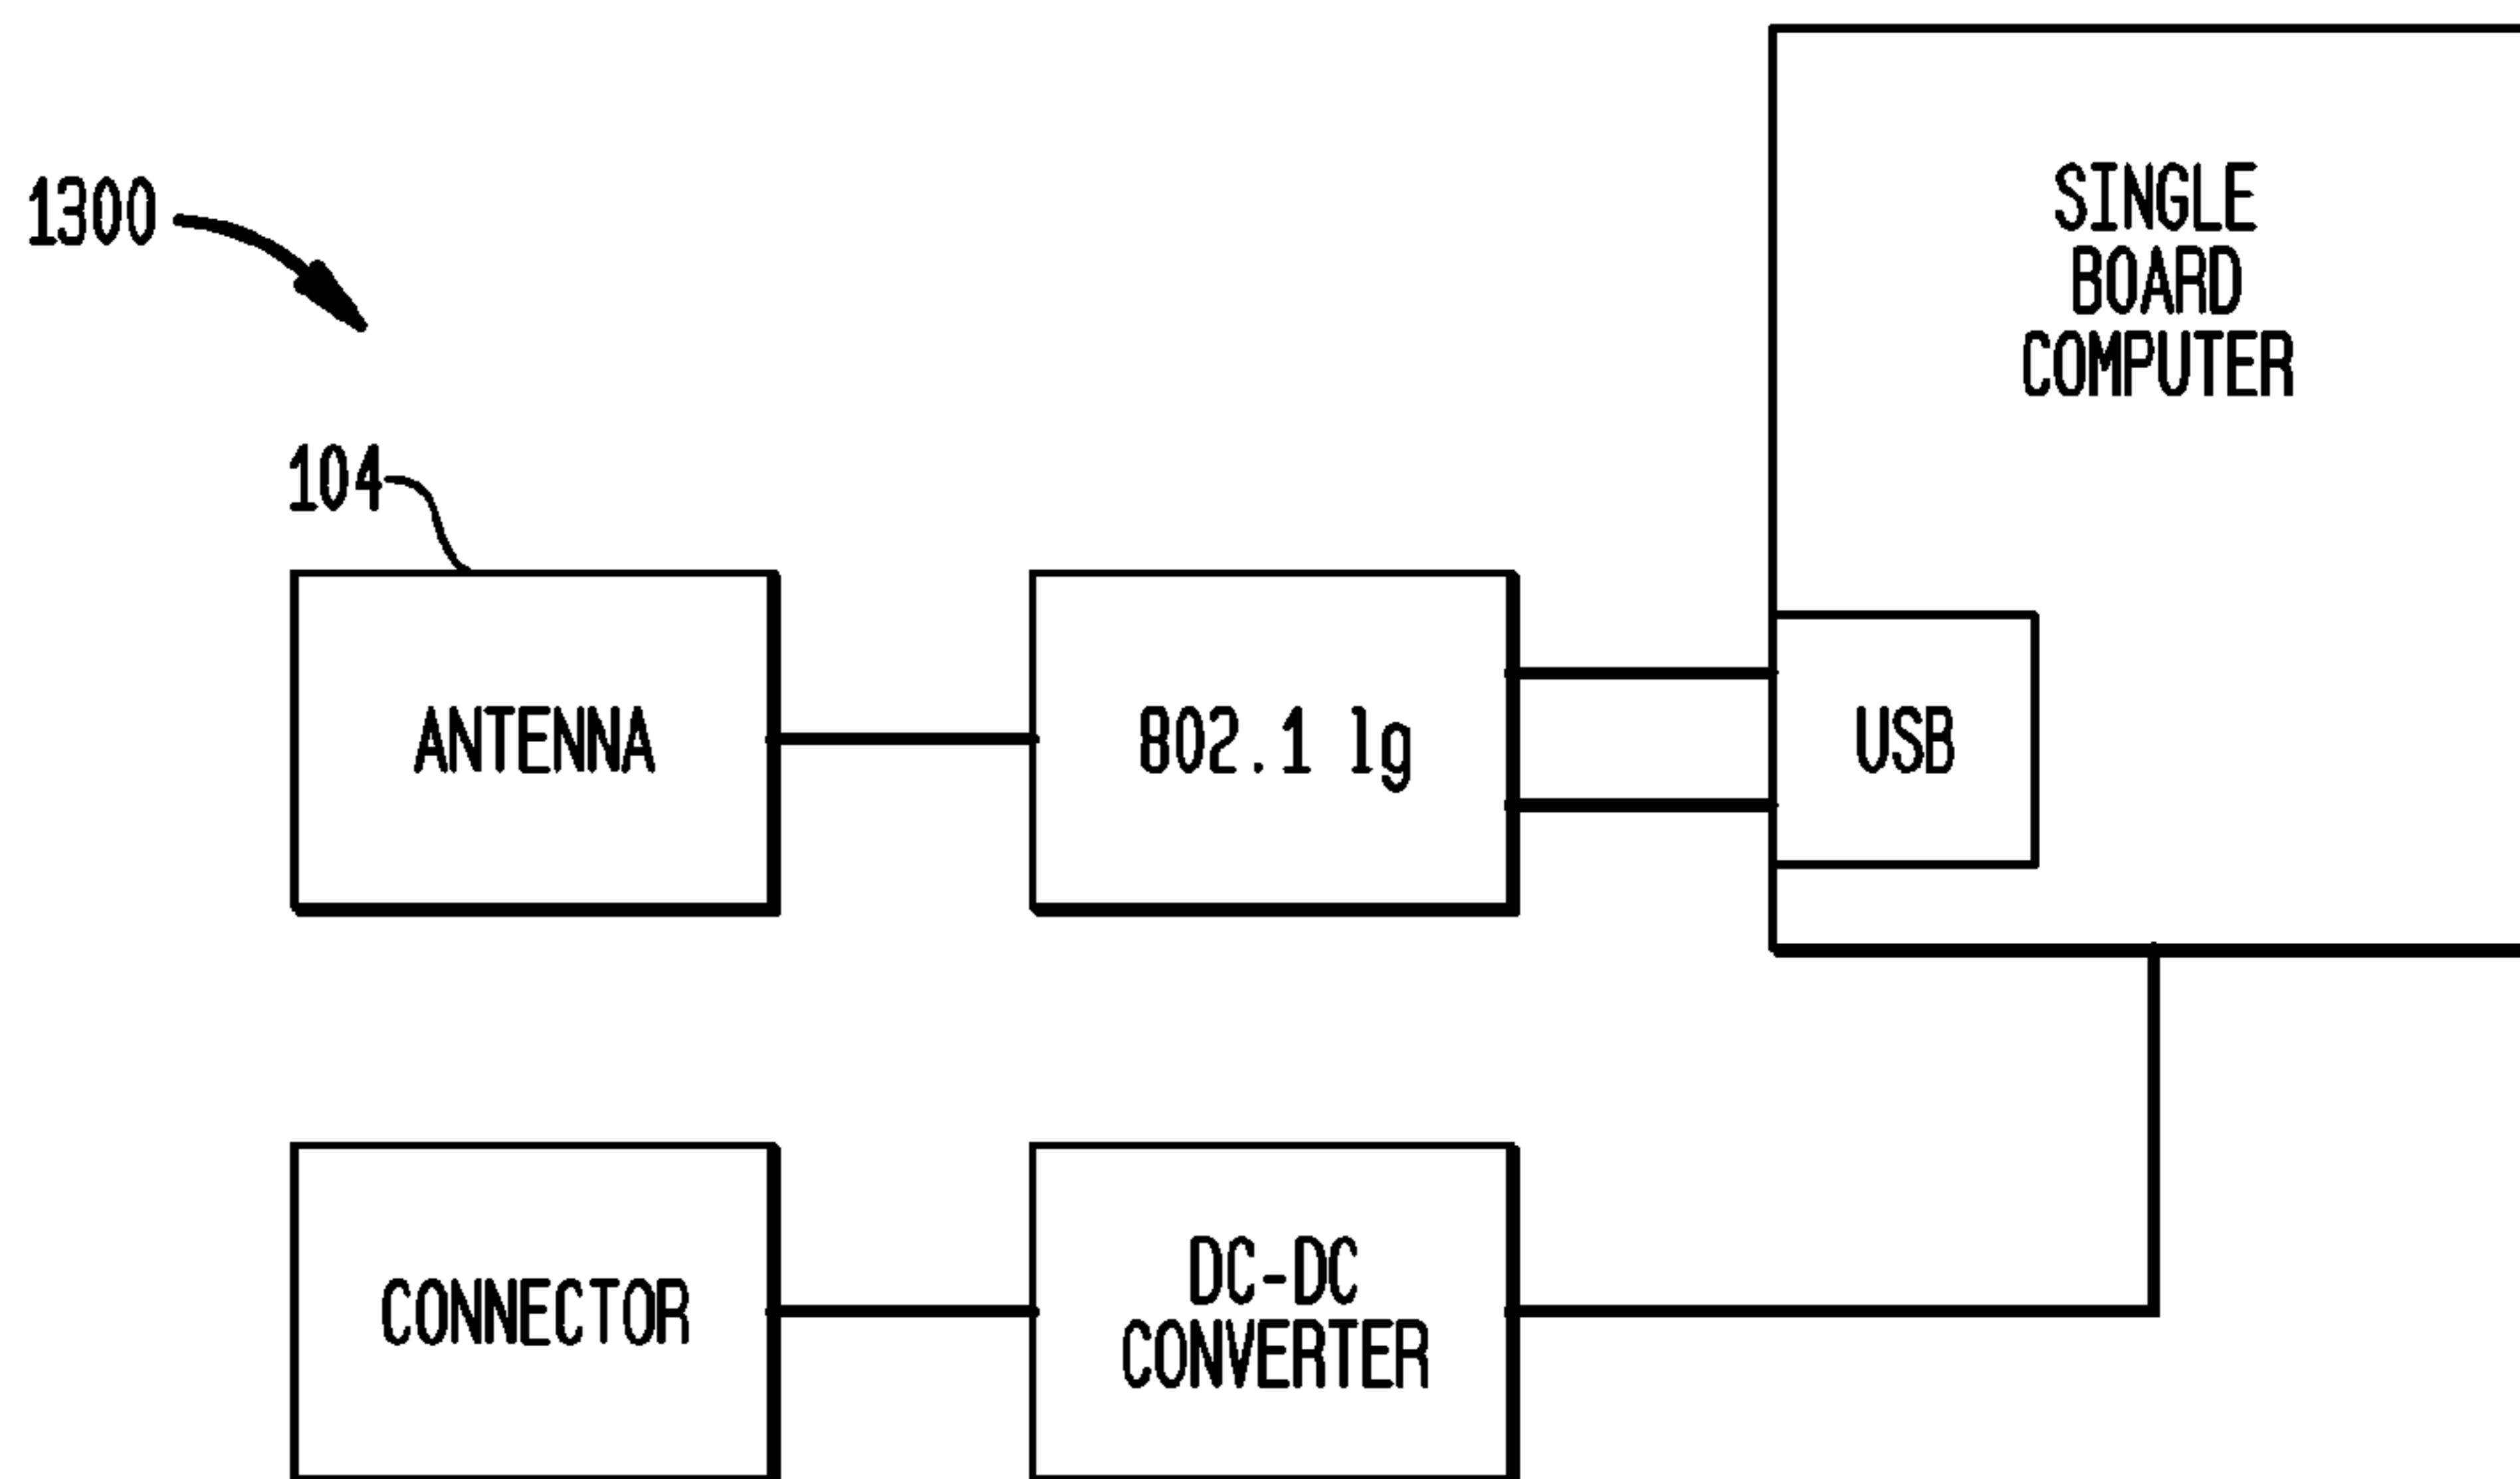 1300
SINGLE
BOARD
COMPUTER
104
ANTENNA
802.1 1g
USB
CONNECTOR
DC-DC
CONVERTER